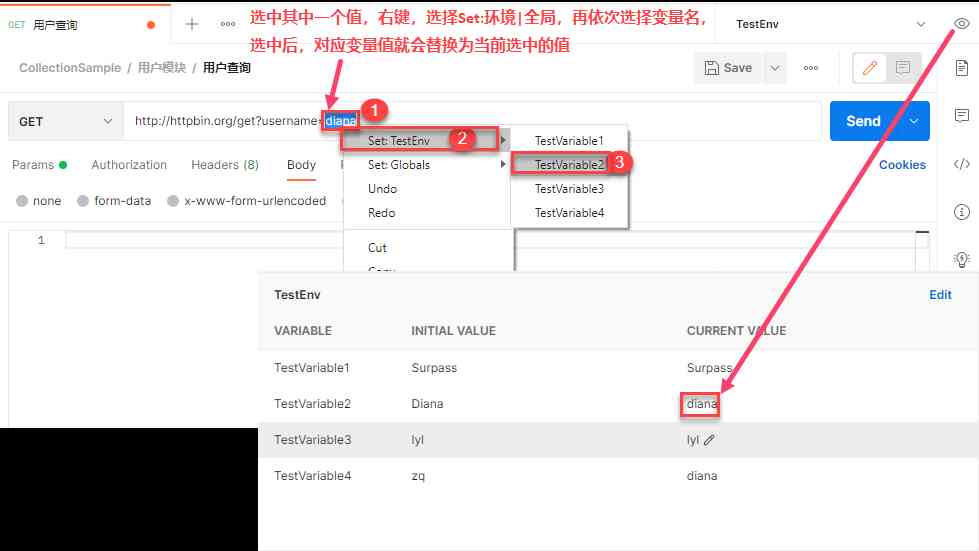 GET 用户查询
TestEnv
选中其中一个值，右键，选择Set:环境|全局，再依次选择变量名，
选中后，对应变量值就会替换为当前选中的值
CollectionSample / 用户模块 / 用户查询
Save
GET
http://httpbin.org/get?username=diana
1
Send
Set: TestEnv
2
TestVariable1
Params
Authorization
Headers (8)
Body
Cookies
Set: Globals
TestVariable2
3
Undo
TestVariable3
none
form-data
x-www-form-urlencoded
Redo
TestVariable4
1
Cut
Copy
TestEnv
Edit
VARIABLE
INITIAL VALUE
CURRENT VALUE
TestVariable1
Surpass
Surpass
TestVariable2
Diana
diana
TestVariable3
lyl
lyl
TestVariable4
zq
diana